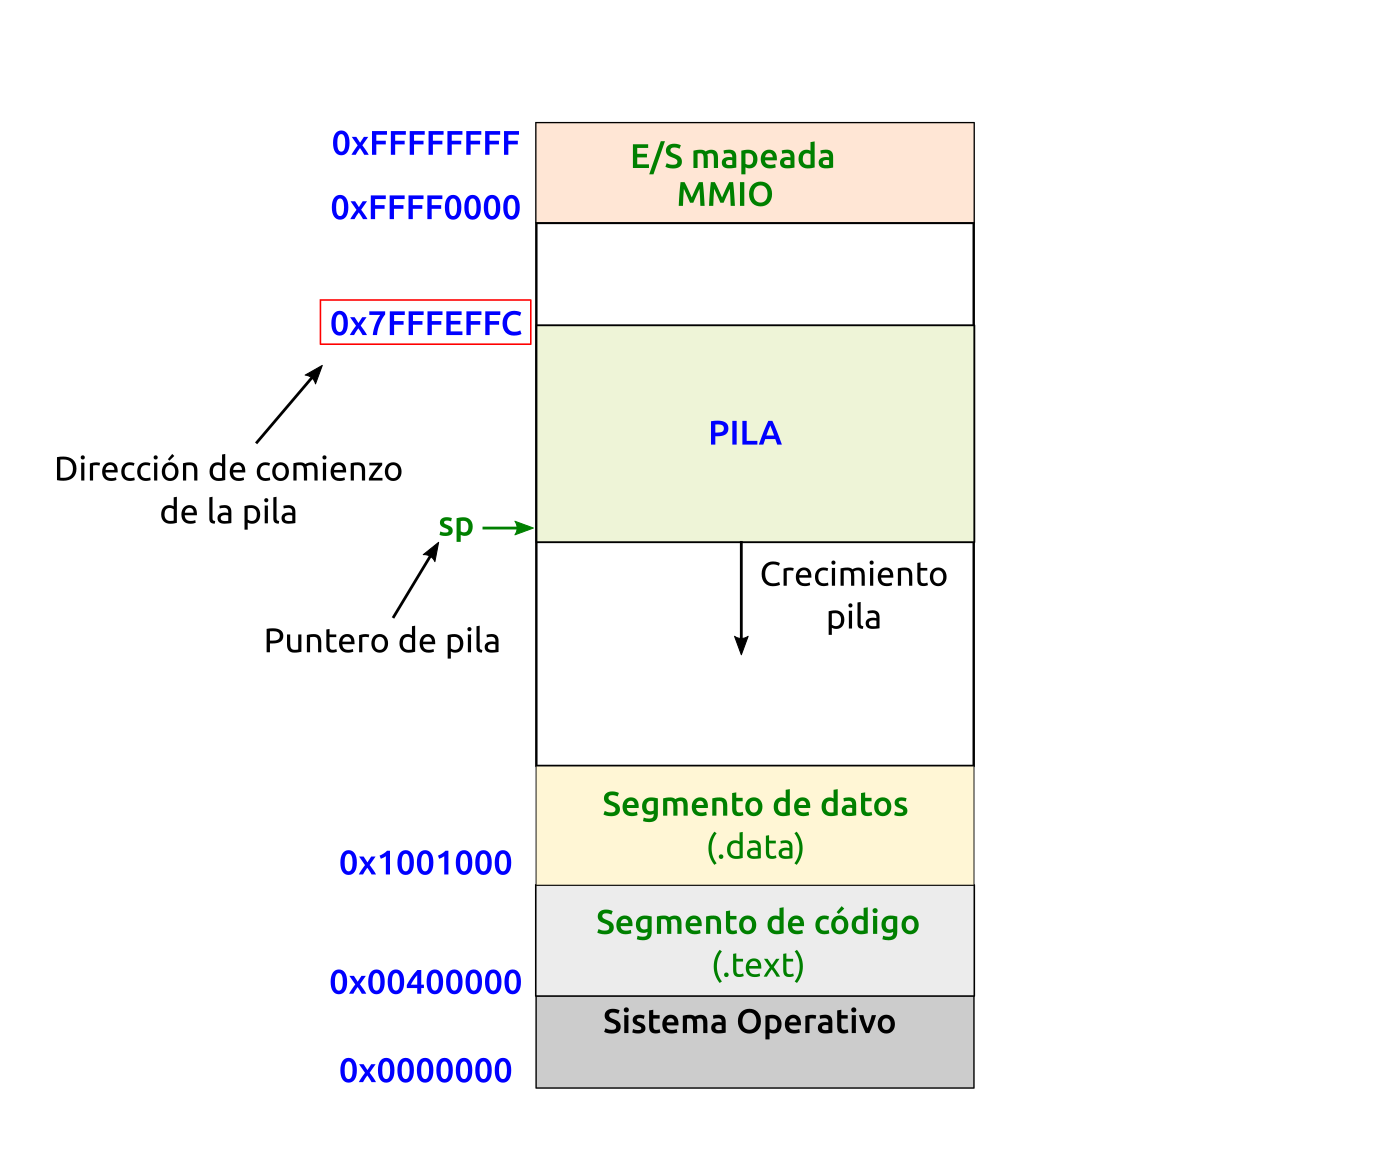 0xFFFFFFFF
E/S mapeada
MMIO
0xFFFF0000
0x7FFFEFFC
PILA
Dirección de comienzo
de la pila
sp
Crecimiento
pila
Puntero de pila
Segmento de datos
(.data)
0x1001000
Segmento de código
(.text)
0x00400000
Sistema Operativo
0x0000000